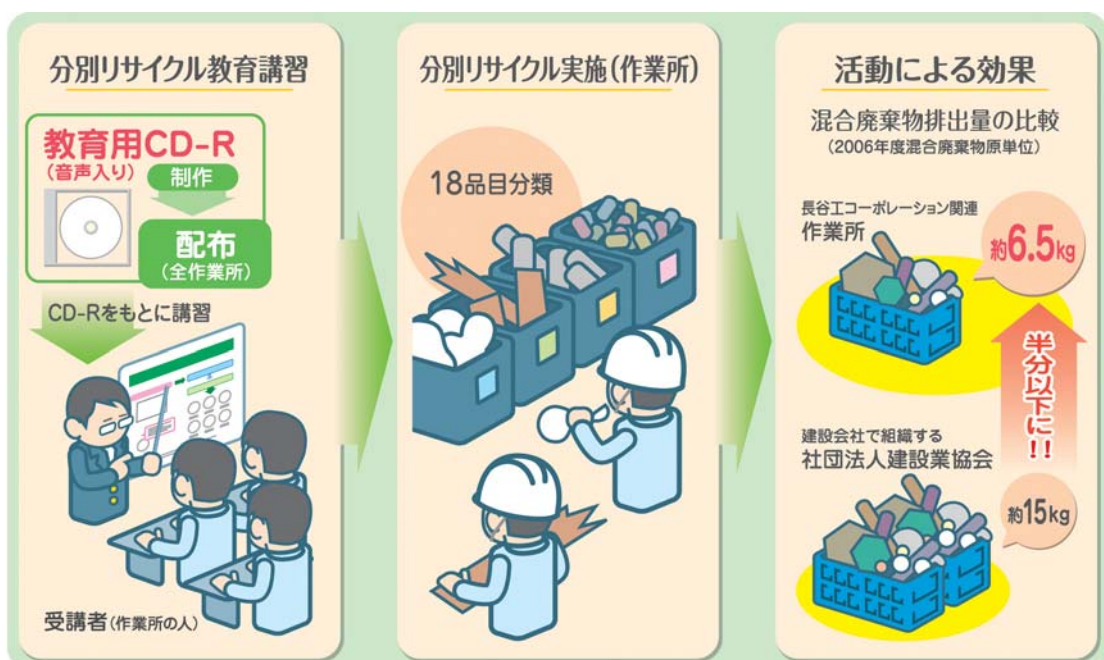 分別リサイクル教育講習
教育用CD-R
(音声入り)
制作
配布
(全作業所)
CD-Rをもとに講習
受講者(作業所の人)
分別リサイクル実施(作業所)
18品目分類
活動による効果
混合廃棄物排出量の比較
(2006年度混合廃棄物原単位)
長谷工コーポレーション関連
作業所
約6.5kg
半分以下に!!
建設会社で組織する
社団法人建設業協会
約15kg